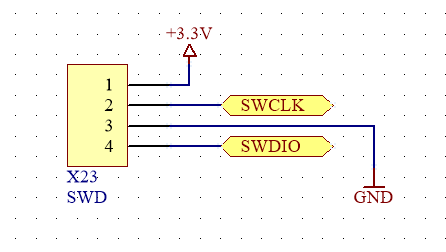 +3.3V
1
2 SWCLK
3
4 SWDIO
X23
SWD
GND